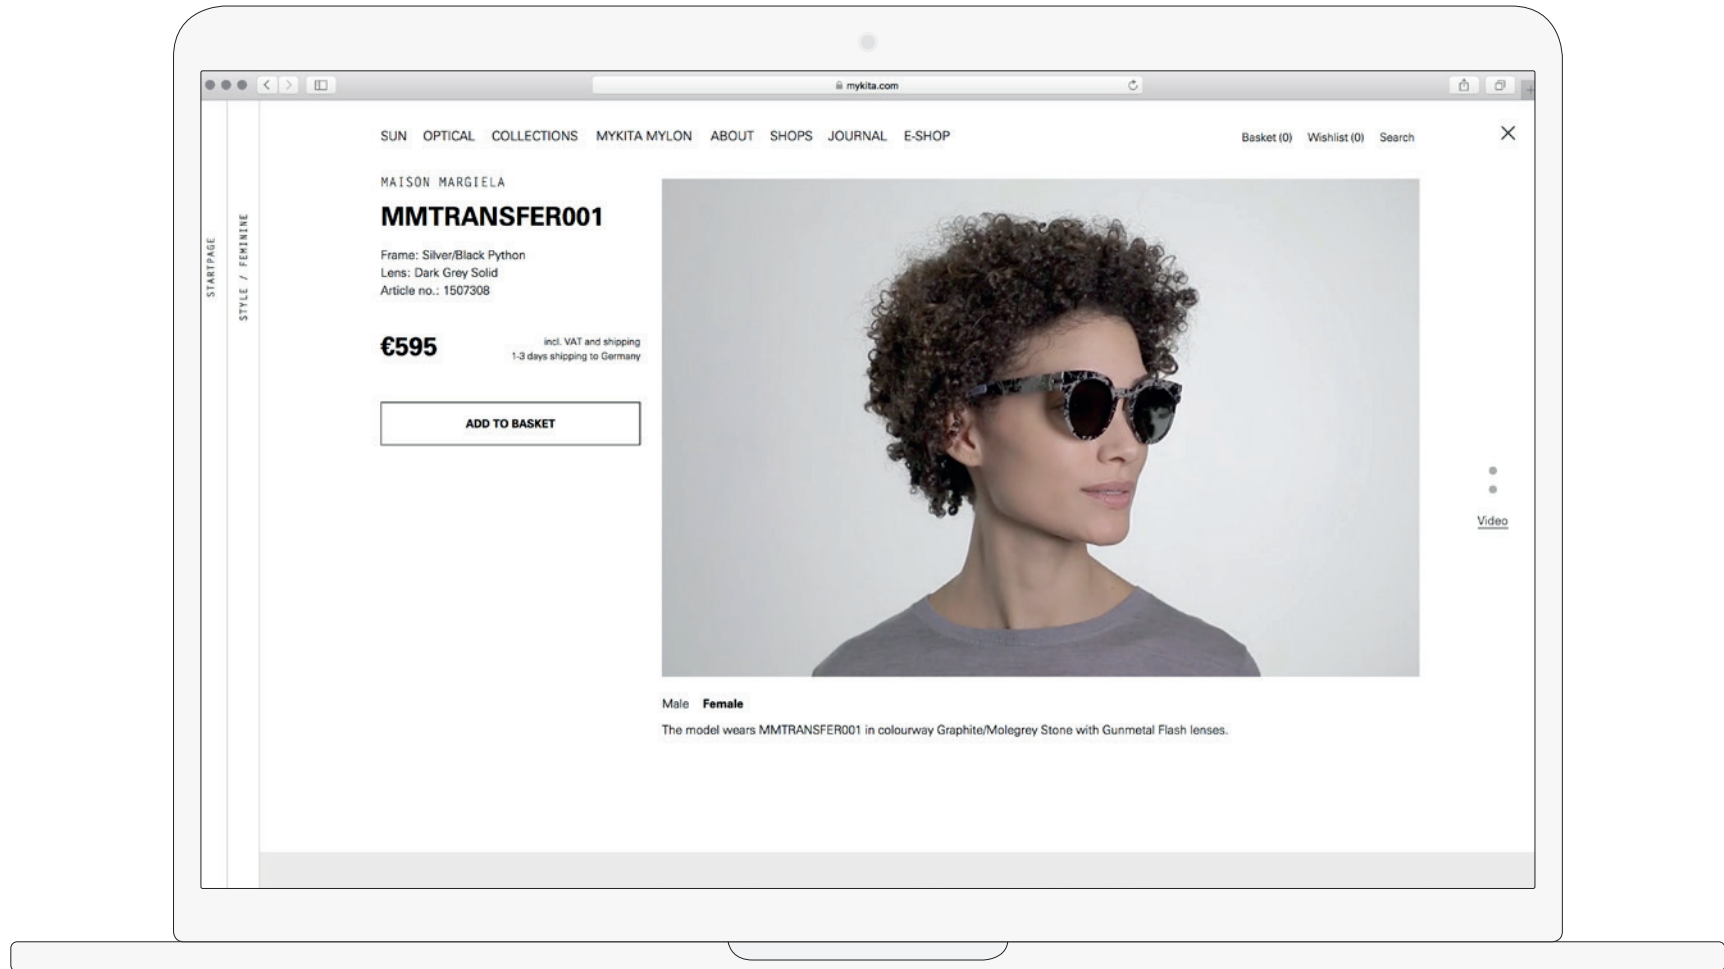 mykita.com
SUN OPTICAL COLLECTIONS MYKITA MYLON ABOUT SHOPS JOURNAL E-SHOP
Basket (0) Wishlist (0) Search
STARTPAGE
STYLE / FEMININE
MAISON MARGIELA
MMTRANSFER001
Frame: Silver/Black Python
Lens: Dark Grey Solid
Article no.: 1507308
€595
incl. VAT and shipping
1-3 days shipping to Germany
ADD TO BASKET
Video
Male Female
The model wears MMTRANSFER001 in colourway Graphite/Molegrey Stone with Gunmetal Flash lenses.